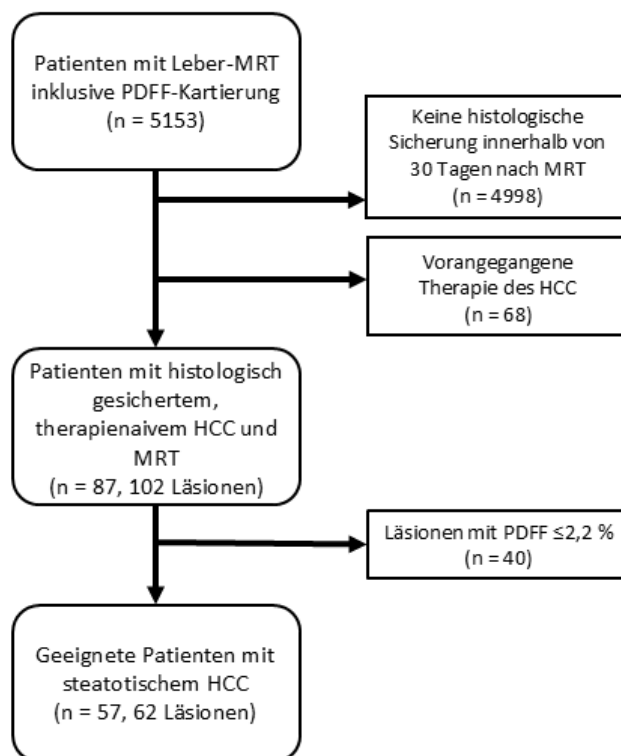 Patienten mit Leber-MRT
inklusive PDFF-Kartierung
(n = 5153)
Keine histologische
Sicherung innerhalb von
30 Tagen nach MRT
(n = 4998)
Vorangegangene
Therapie des HCC
(n = 68)
Patienten mit histologisch
gesichertem,
therapienaivem HCC und
MRT
(n = 87, 102 Läsionen)
Läsionen mit PDFF ≤2,2 %
(n = 40)
Geeignete Patienten mit
steatotischem HCC
(n = 57, 62 Läsionen)